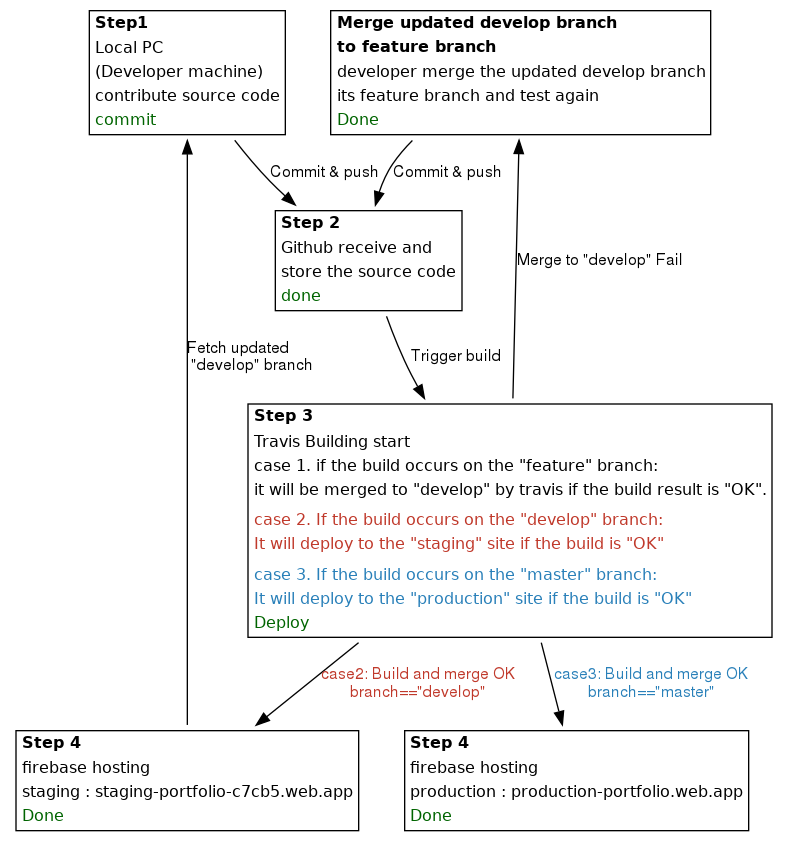 Step1
Local PC
(Developer machine)
contribute source code
commit
Merge updated develop branch
to feature branch
developer merge the updated develop branch
its feature branch and test again
Done
Commit & push
Commit & push
Step 2
Github receive and
store the source code
done
Merge to "develop" Fail
Fetch updated
"develop" branch
Trigger build
Step 3
Travis Building start
case 1. if the build occurs on the "feature" branch:
it will be merged to "develop" by travis if the build result is "OK".
case 2. If the build occurs on the "develop" branch:
It will deploy to the "staging" site if the build is "OK"
case 3. If the build occurs on the "master" branch:
It will deploy to the "production" site if the build is "OK"
Deploy
case2: Build and merge OK
branch=="develop"
case3: Build and merge OK
branch=="master"
Step 4
firebase hosting
staging : staging-portfolio-c7cb5.web.app
Done
Step 4
firebase hosting
production : production-portfolio.web.app
Done